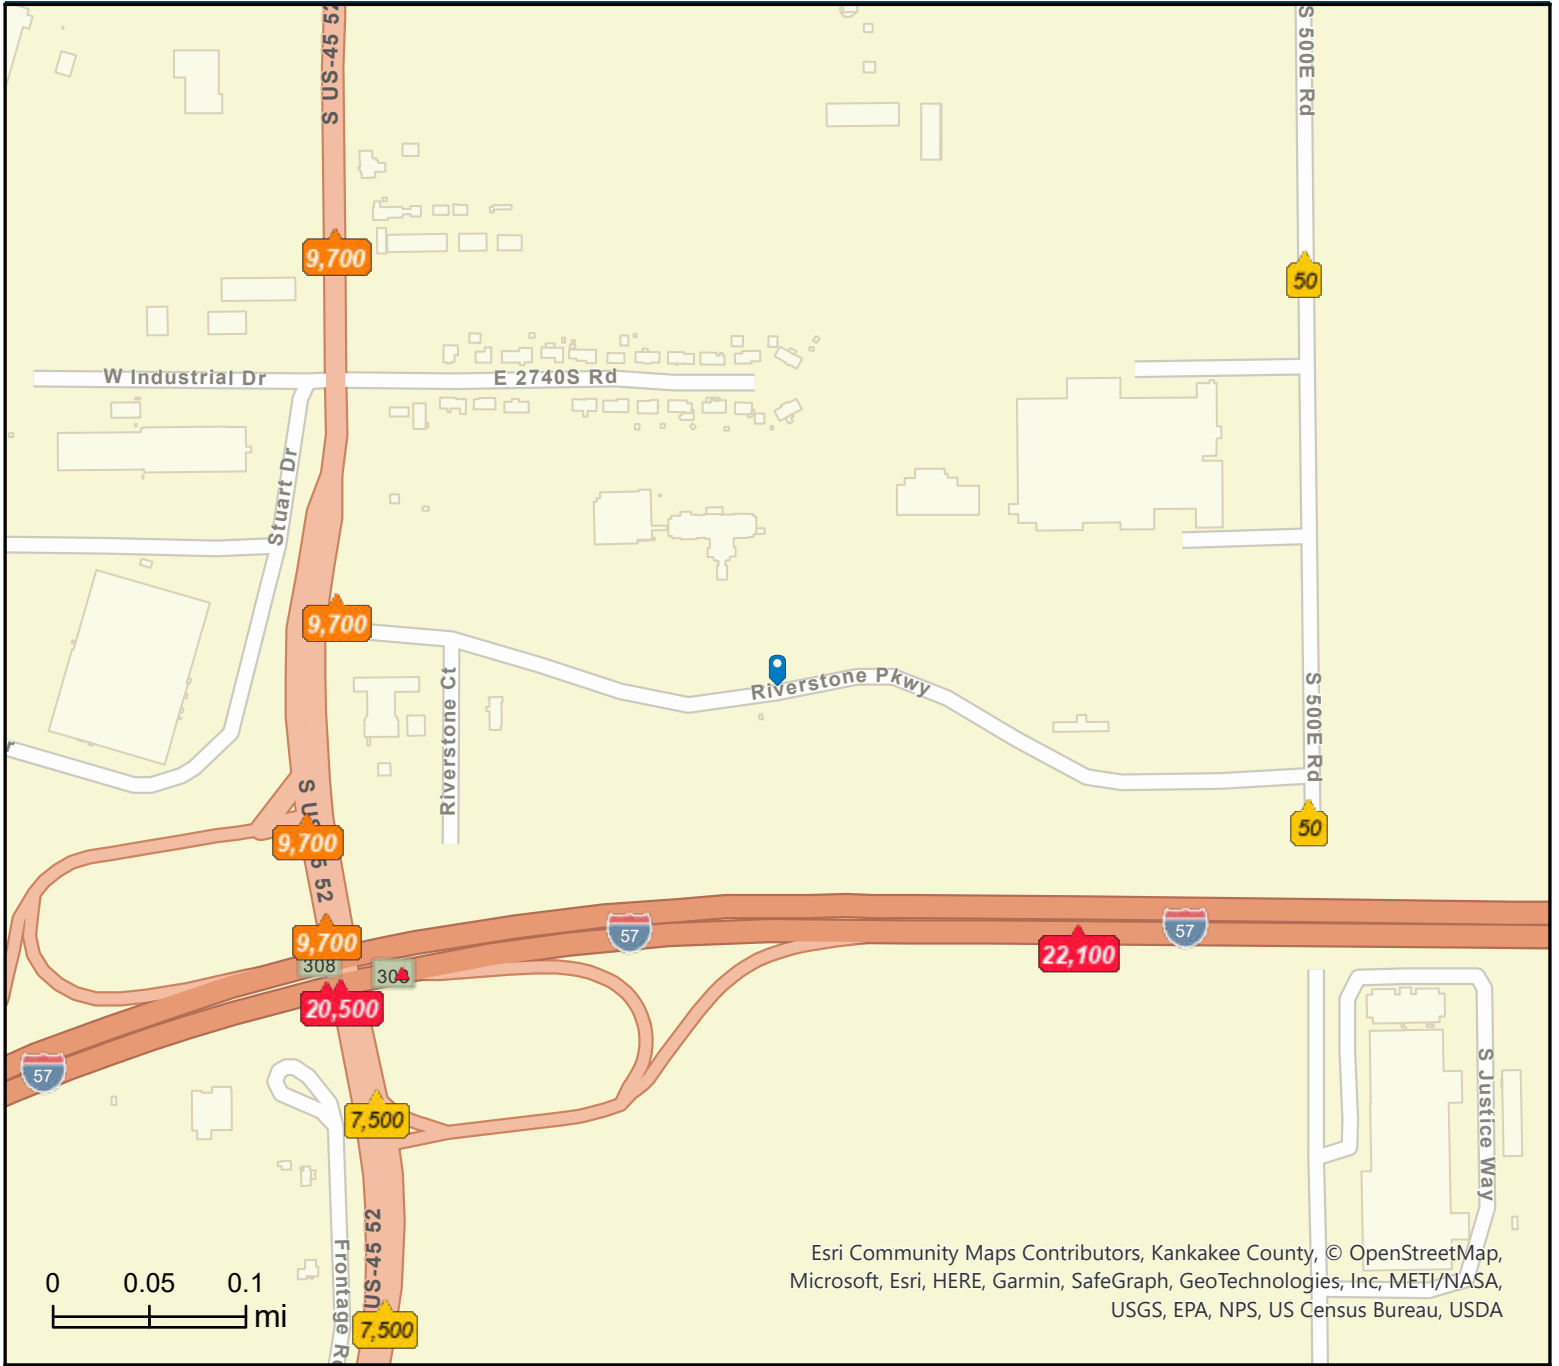 S US-45 52
S 500E Rd
9,700
50
W Industrial Dr
E 2740S Rd
Stuart Dr
9,700
Riverstone Pkwy
Riverstone Ct
S 500E Rd
50
9,700
52
9,700
57
57
22,100
308
20,500
57
7,500
S Justice Way
US-45 52
Frontage
7,500
Esri Community Maps Contributors, Kankakee County, © OpenStreetMap,
Microsoft, Esri, HERE, Garmin, SafeGraph, GeoTechnologies, Inc, METI/NASA,
USGS, EPA, NPS, US Census Bureau, USDA
0 0.05 0.1
mi